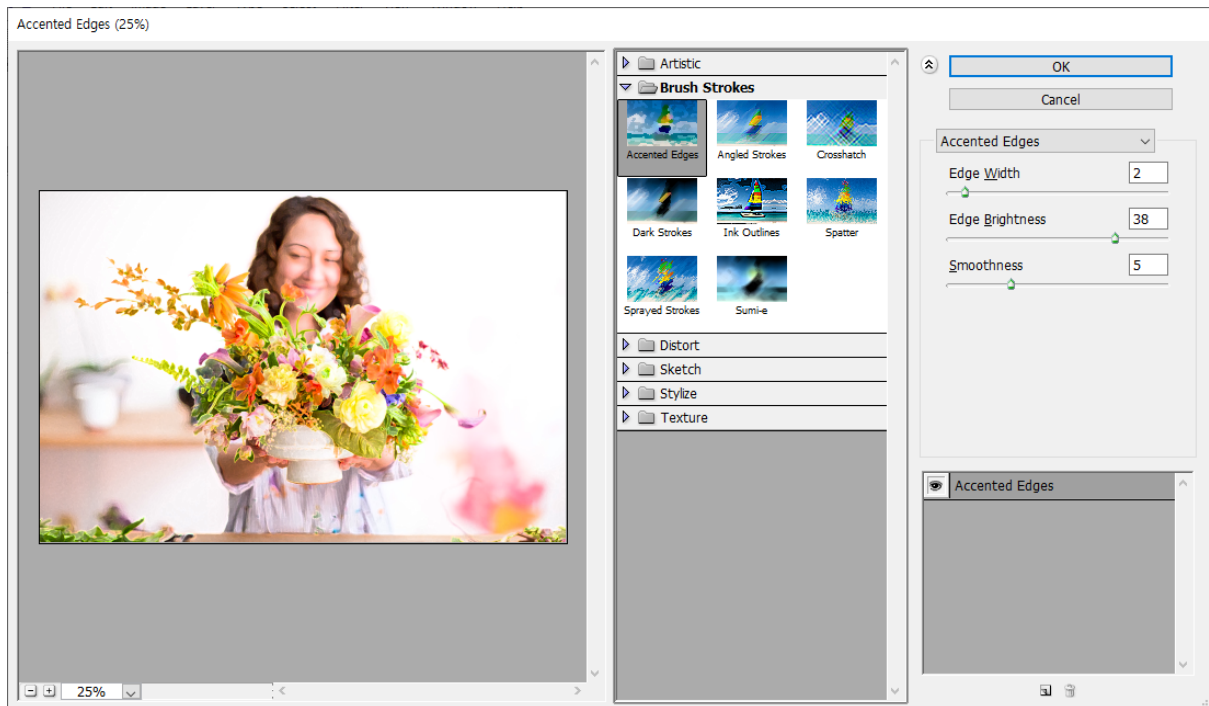 Accented Edges (25%)
Artistic
Brush Strokes
Accented Edges
Angled Strokes
Crosshatch
Dark Strokes
Ink Outlines
Spatter
Sprayed Strokes
Sumi-e
Distort
Sketch
Stylize
Texture
25%
OK
Cancel
Accented Edges
Edge Width
2
Edge Brightness
38
Smoothness
5
Accented Edges